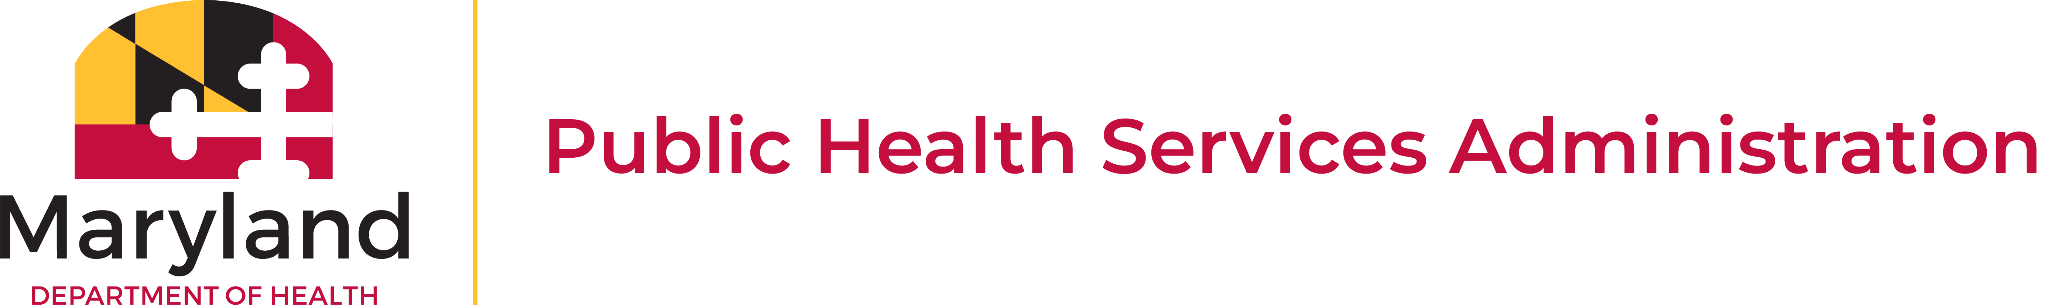 Maryland
DEPARTMENT OF HEALTH
Public Health Services Administration